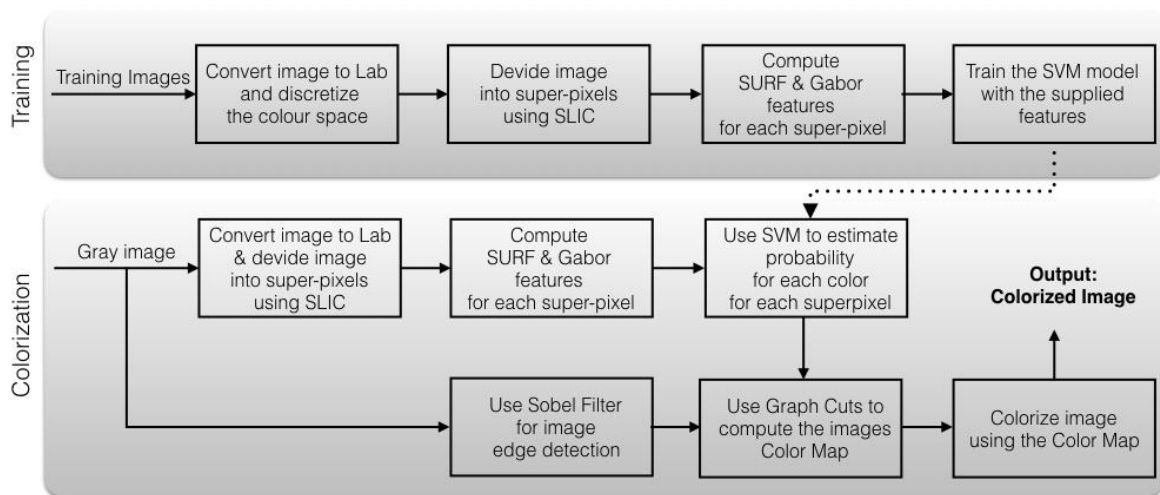 Training
Training Images
Convert image to Lab
and discretize
the colour space
Devide image
into super-pixels
using SLIC
Compute
SURF & Gabor
features
for each super-pixel
Train the SVM model
with the supplied
features
Colorization
Gray image
Convert image to Lab
& devide image
into super-pixels
using SLIC
Compute
SURF & Gabor
features
for each super-pixel
Use SVM to estimate
probability
for each color
for each superpixel
Output:
Colorized Image
Use Sobel Filter
for image
edge detection
Use Graph Cuts to
compute the images
Color Map
Colorize image
using the Color Map